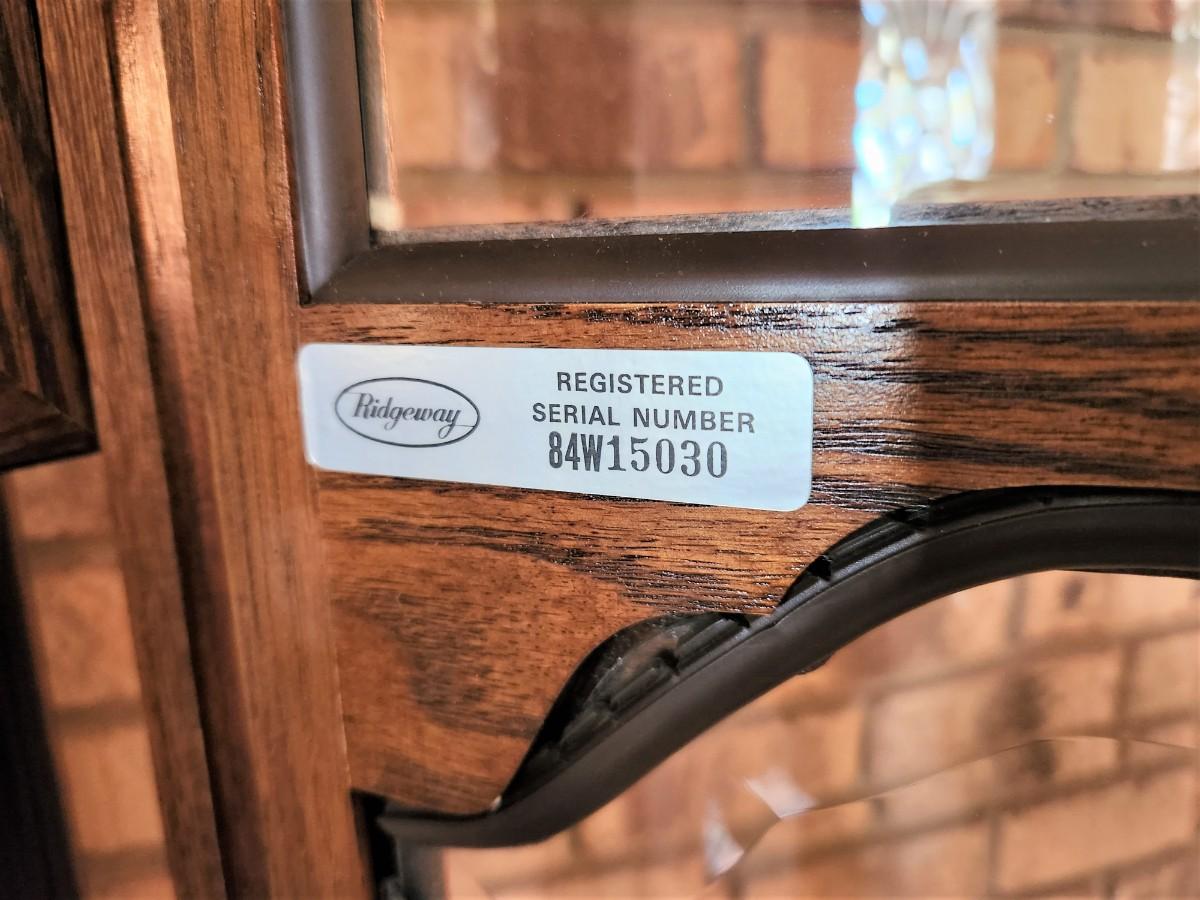 Ridgeway
REGISTERED
SERIAL NUMBER
84W15030